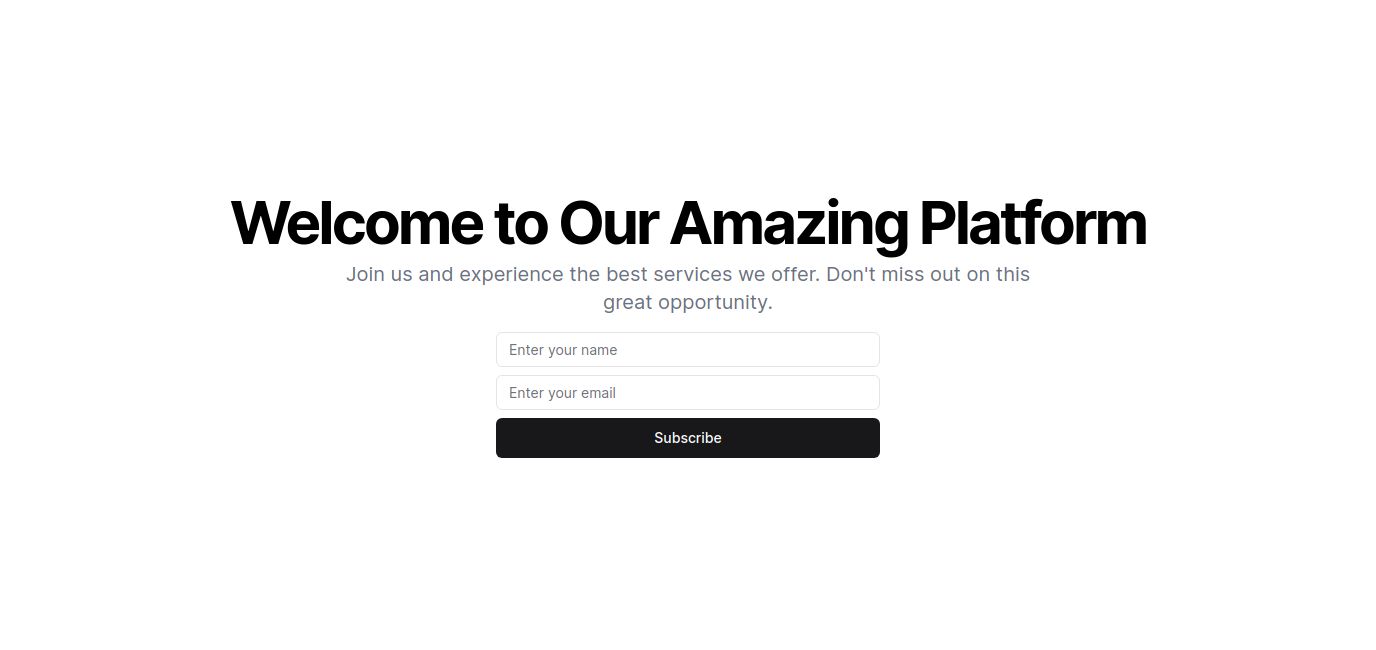 Welcome to Our Amazing Platform
Join us and experience the best services we offer. Don't miss out on this
great opportunity.
Enter your name
Enter your email
Subscribe